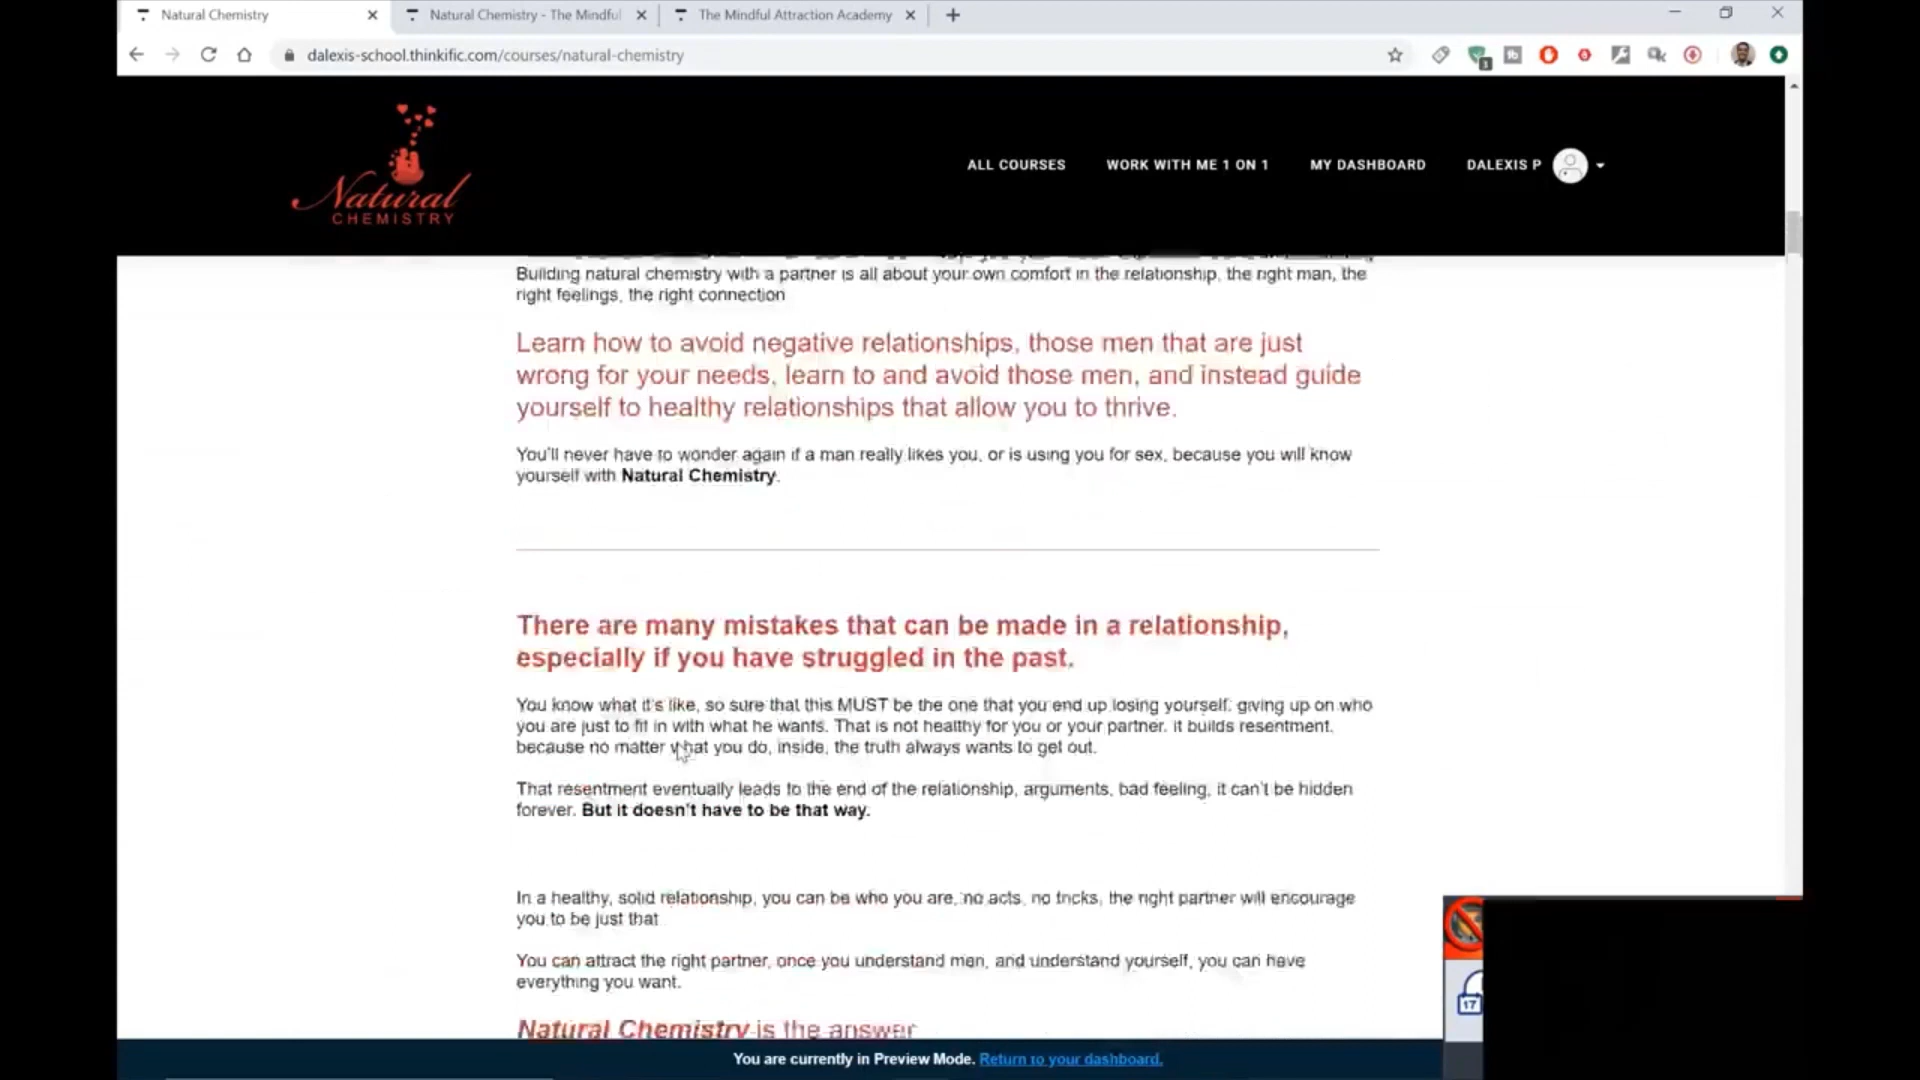 Natural Chemistry
Natural Chemistry - The Mindful
The Mindful Attraction Academy
dalexis-school.thinkific.com/courses/natural-chemistry
1
Natural
CHEMISTRY
ALL COURSES
WORK WITH ME 1 ON 1
MY DASHBOARD
DALEXIS P
Building natural chemistry with a partner is all about your own comfort in the relationship, the right man, the
right feelings, the right connection
Learn how to avoid negative relationships, those men that are just
wrong for your needs, learn to and avoid those men, and instead guide
yourself to healthy relationships that allow you to thrive.
You'll never have to wonder again if a man really likes you, or is using you for sex, because you will know
yourself with Natural Chemistry.
There are many mistakes that can be made in a relationship,
especially if you have struggled in the past.
You know what it's like, so sure that this MUST be the one that you end up losing yourself. giving up on who
you are just to fit in with what he wants. That is not healthy for you or your partner. it builds resentment.
because no matter what you do, inside, the truth always wants to get out.
That resentment eventually leads to the end of the relationship, arguments, bad feeling, it can't be hidden
forever. But it doesn't have to be that way.
In a healthy, solid relationship, you can be who you are, no acts, no tricks, the right partner will encourage
you to be just that
You can attract the right partner, once you understand men, and understand yourself, you can have
everything you want.
Natural Chemistry is the answer
You are currently in Preview Mode. Return to your dashboard.
17